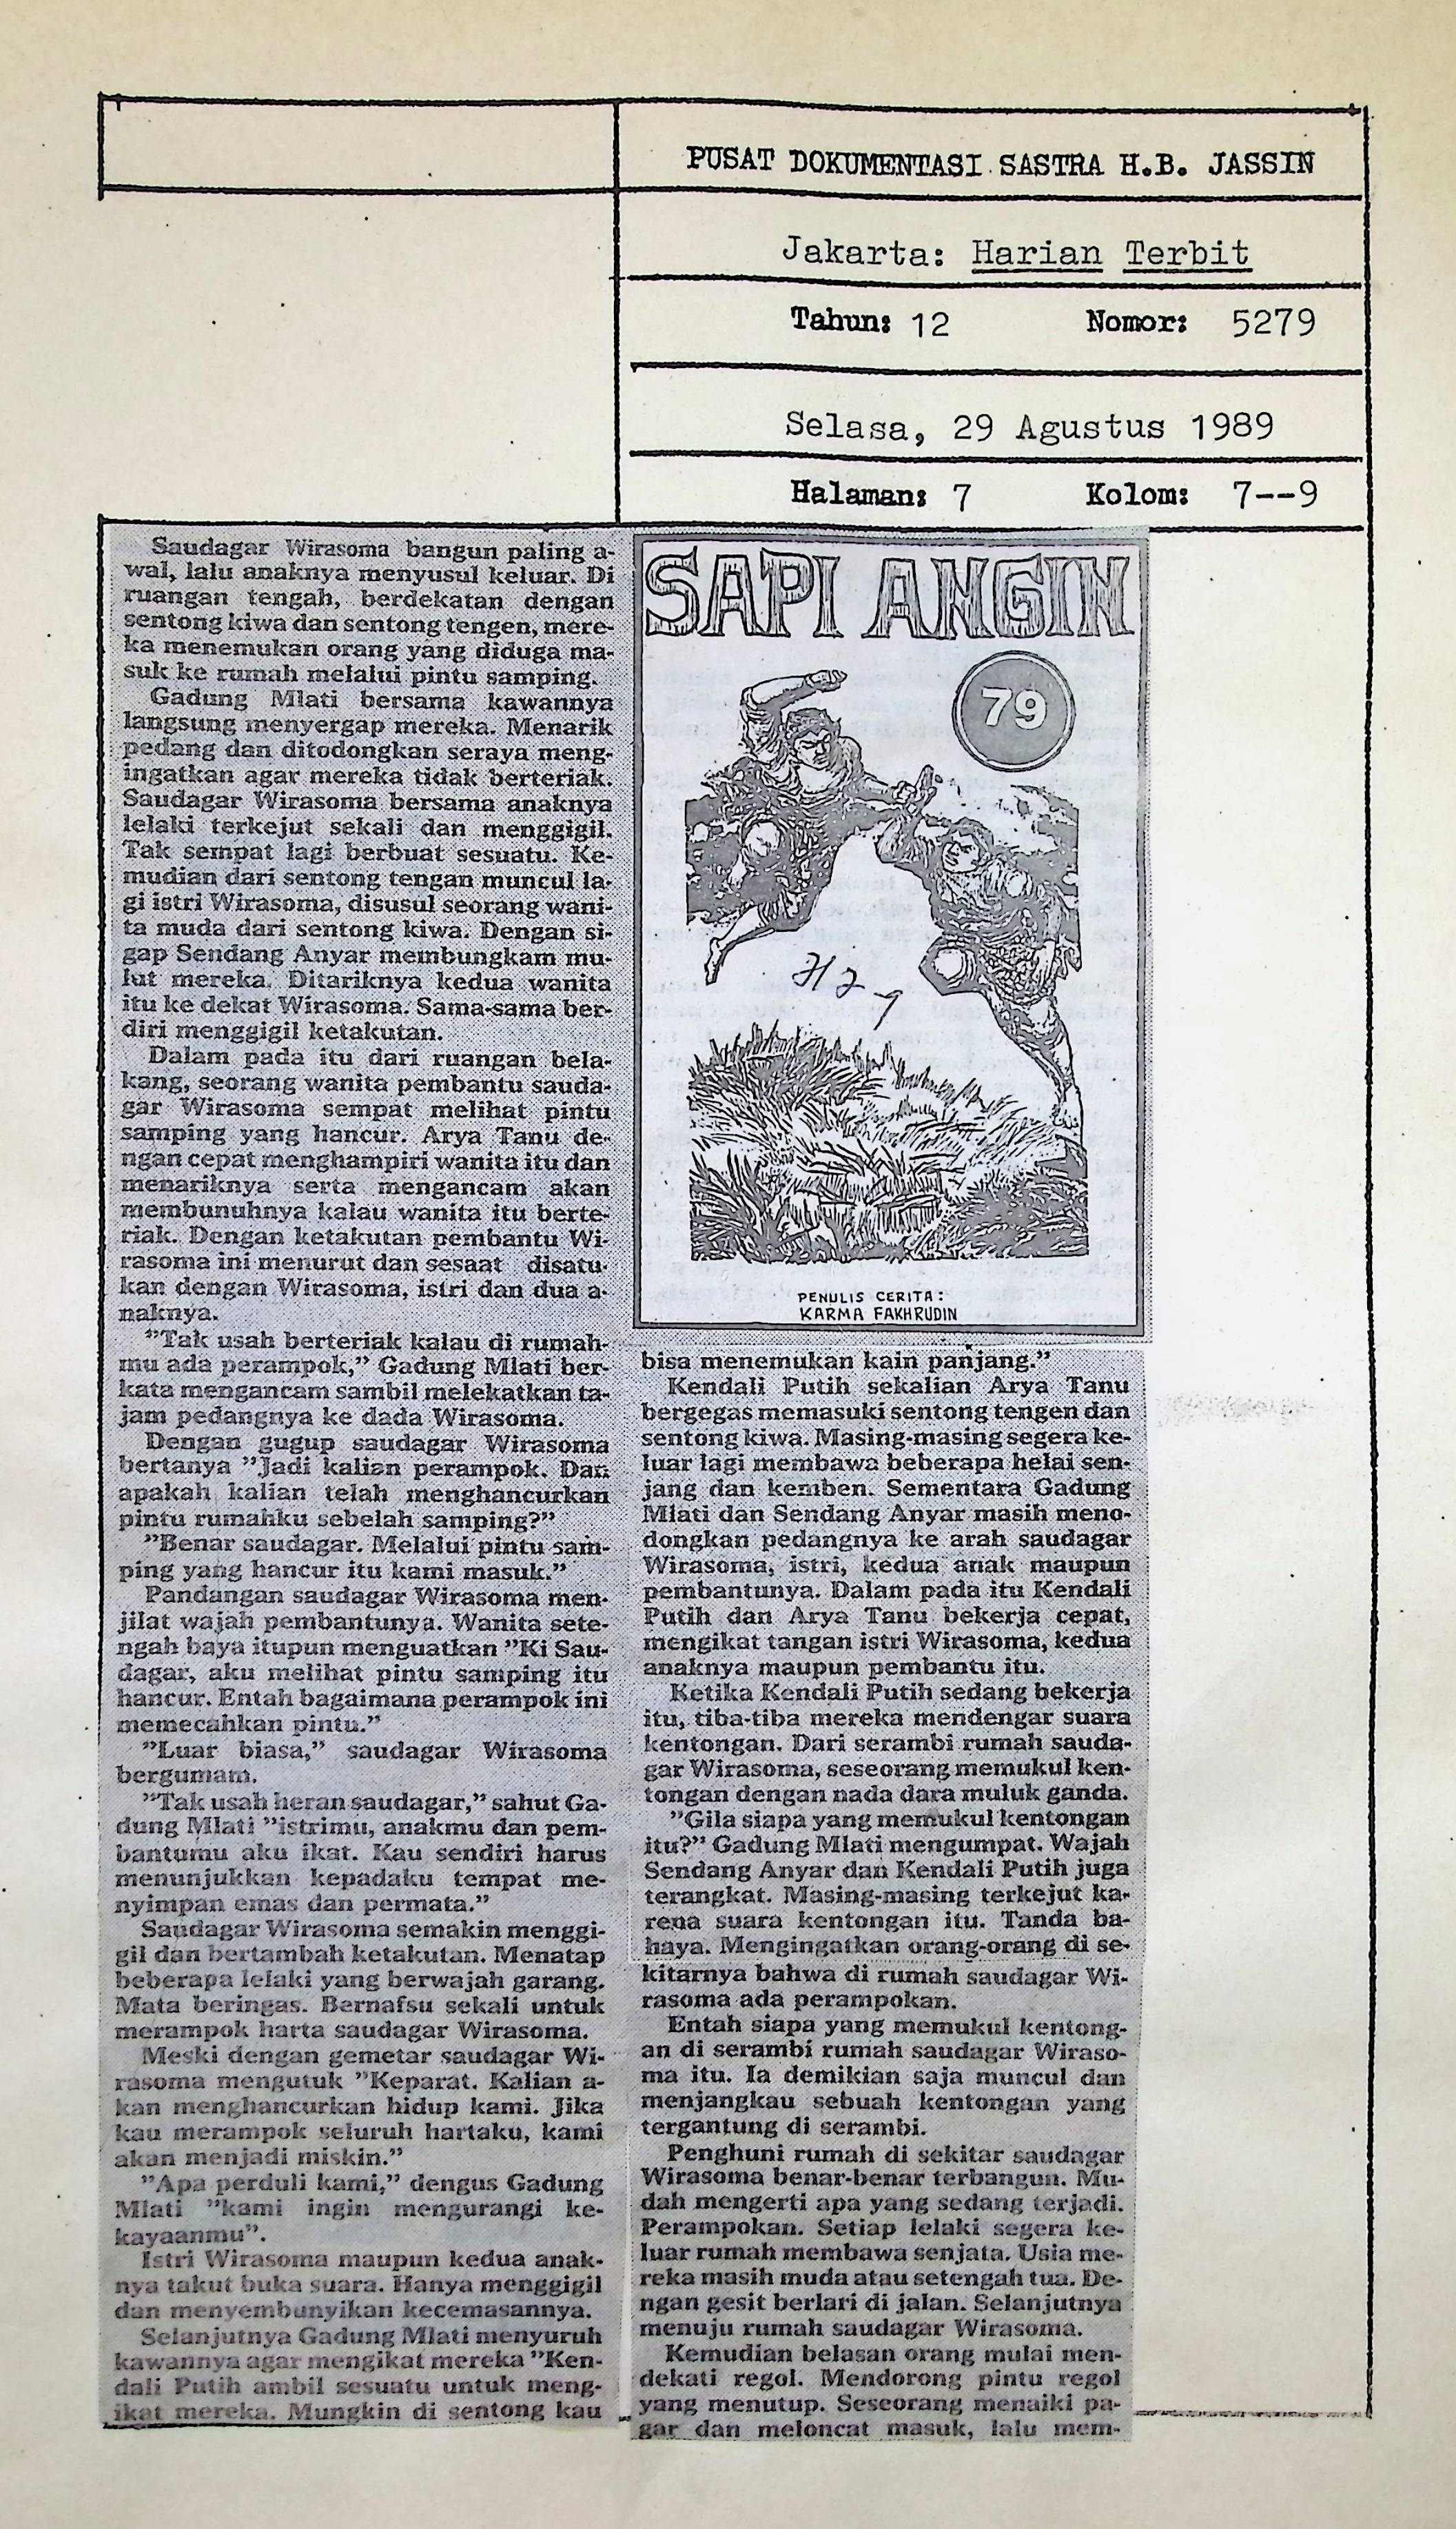 PUSAT DOKUMENTASI SASTRA H.B. JASSIN
Jakarta: Harian Terbit
Tahun: 12 Nomor: 5279
Selasa, 29 Agustus 1989
Halaman: 7 Kolom: 7--9
Saudagar Wirasoma bangun paling a-
wal, lalu anaknya menyusul keluar. Di
ruangan tengah, berdekatan dengan
sentong kiwa dan sentong tengen, mere-
ka menemukan orang yang diduga ma-
suk ke rumah melalui pintu samping.
Gadung Mlati bersama kawannya
langsung menyergap mereka. Menarik
pedang dan ditodongkan seraya meng-
ingatkan agar mereka tidak berteriak.
Saudagar Wirasoma bersama anaknya
lelaki terkejut sekali dan menggigil.
Tak sempat lagi berbuat sesuatu. Ke-
mudian dari sentong tengan muncul la-
gi istri Wirasoma, disusul seorang wani-
ta muda dari sentong kiwa. Dengan si-
gap Sendang Anyar membungkam mu-
lut mereka. Ditariknya kedua wanita
itu ke dekat Wirasoma. Sama-sama ber-
diri menggigil ketakutan.
Dalam pada itu dari ruangan bela-
kang, seorang wanita pembantu sauda-
gar Wirasoma sempat melihat pintu
samping yang hancur. Arya Tanu de-
ngan cepat menghampiri wanita itu dan
menariknya serta mengancam akan
membunuhnya kalau wanita itu berte-
riak. Dengan ketakutan pembantu Wi-
rasoma ini menurut dan sesaat disatu-
kan dengan Wirasoma, istri dan dua a-
naknya.
"Tak usah berteriak kalau di rumah-
mu ada perampok," Gadung Mlati ber-
kata mengancam sambil melekatkan ta-
jam pedangnya ke dada Wirasoma.
Dengan gugup saudagar Wirasoma
bertanya "Jadi kalian perampok. Dan
apakah kalian telah menghancurkan
pintu rumahku sebelah samping?"
"Benar saudagar. Melalui pintu sam-
ping yang hancur itu kami masuk."
Pandangan saudagar Wirasoma men-
jilat wajah pembantunya. Wanita sete-
ngah baya itupun menguatkan "Ki Sau-
dagar, aku melihat pintu samping itu
hancur. Entah bagaimana perampok ini
memecahkan pintu."
"Luar biasa," saudagar Wirasoma
bergumam.
"Tak usah heran saudagar," sahut Ga-
dung Mlati "istrimu, anakmu dan pem-
bantumu aku ikat. Kau sendiri harus
menunjukkan kepadaku tempat me-
nyimpan emas dan permata."
Saudagar Wirasoma semakin menggi-
gil dan bertambah ketakutan. Menatap
beberapa lelaki yang berwajah garang.
Mata beringas. Bernafsu sekali untuk
merampok harta saudagar Wirasoma.
Meski dengan gemetar saudagar Wi-
rasoma mengutuk "Keparat. Kalian a-
kan menghancurkan hidup kami. Jika
kau merampok seluruh hartaku, kami
akan menjadi miskin."
"Apa perduli kami," dengus Gadung
Mlati "kami ingin mengurangi ke-
kayaanmu".
Istri Wirasoma maupun kedua anak-
nya takut buka suara. Hanya menggigil
dan menyembunyikan kecemasannya.
Selanjutnya Gadung Mlati menyuruh
kawannya agar mengikat mereka "Ken-
dali Putih ambil sesuatu untuk meng-
ikat mereka. Mungkin di sentong kau
SAPI ANGIN
79
PENULIS CERITA:
KARMA FAKHRUDIN
bisa menemukan kain panjang."
Kendali Putih sekalian Arya Tanu
bergegas memasuki sentong tengen dan
sentong kiwa. Masing-masing segera ke-
luar lagi membawa beberapa helai sen-
jang dan kemben. Sementara Gadung
Mlati dan Sendang Anyar masih meno-
dongkan pedangnya ke arah saudagar
Wirasoma, istri, kedua anak maupun
pembantunya. Dalam pada itu Kendali
Putih dan Arya Tanu bekerja cepat,
mengikat tangan istri Wirasoma, kedua
anaknya maupun pembantu itu.
Ketika Kendali Putih sedang bekerja
itu, tiba-tiba mereka mendengar suara
kentongan. Dari serambi rumah sauda-
gar Wirasoma, seseorang memukul ken-
tongan dengan nada dara muluk ganda.
"Gila siapa yang memukul kentongan
itu?" Gadung Mlati mengumpat. Wajah
Sendang Anyar dan Kendali Putih juga
terangkat. Masing-masing terkejut ka-
rena suara kentongan itu. Tanda ba-
haya. Mengingatkan orang-orang di se-
kitarnya bahwa di rumah saudagar Wi-
rasoma ada perampokan.
Entah siapa yang memukul kentong-
an di serambi rumah saudagar Wiraso-
ma itu. Ia demikian saja muncul dan
menjangkau sebuah kentongan yang
tergantung di serambi.
Penghuni rumah di sekitar saudagar
Wirasoma benar-benar terbangun. Mu-
dah mengerti apa yang sedang terjadi.
Perampokan. Setiap lelaki segera ke-
luar rumah membawa senjata. Usia me-
reka masih muda atau setengah tua. De-
ngan gesit berlari di jalan. Selanjutnya
menuju rumah saudagar Wirasoma.
Kemudian belasan orang mulai men-
dekati regol. Mendorong pintu regol
yang menutup. Seseorang menaiki pa-
gar dan meloncat masuk, lalu mem-